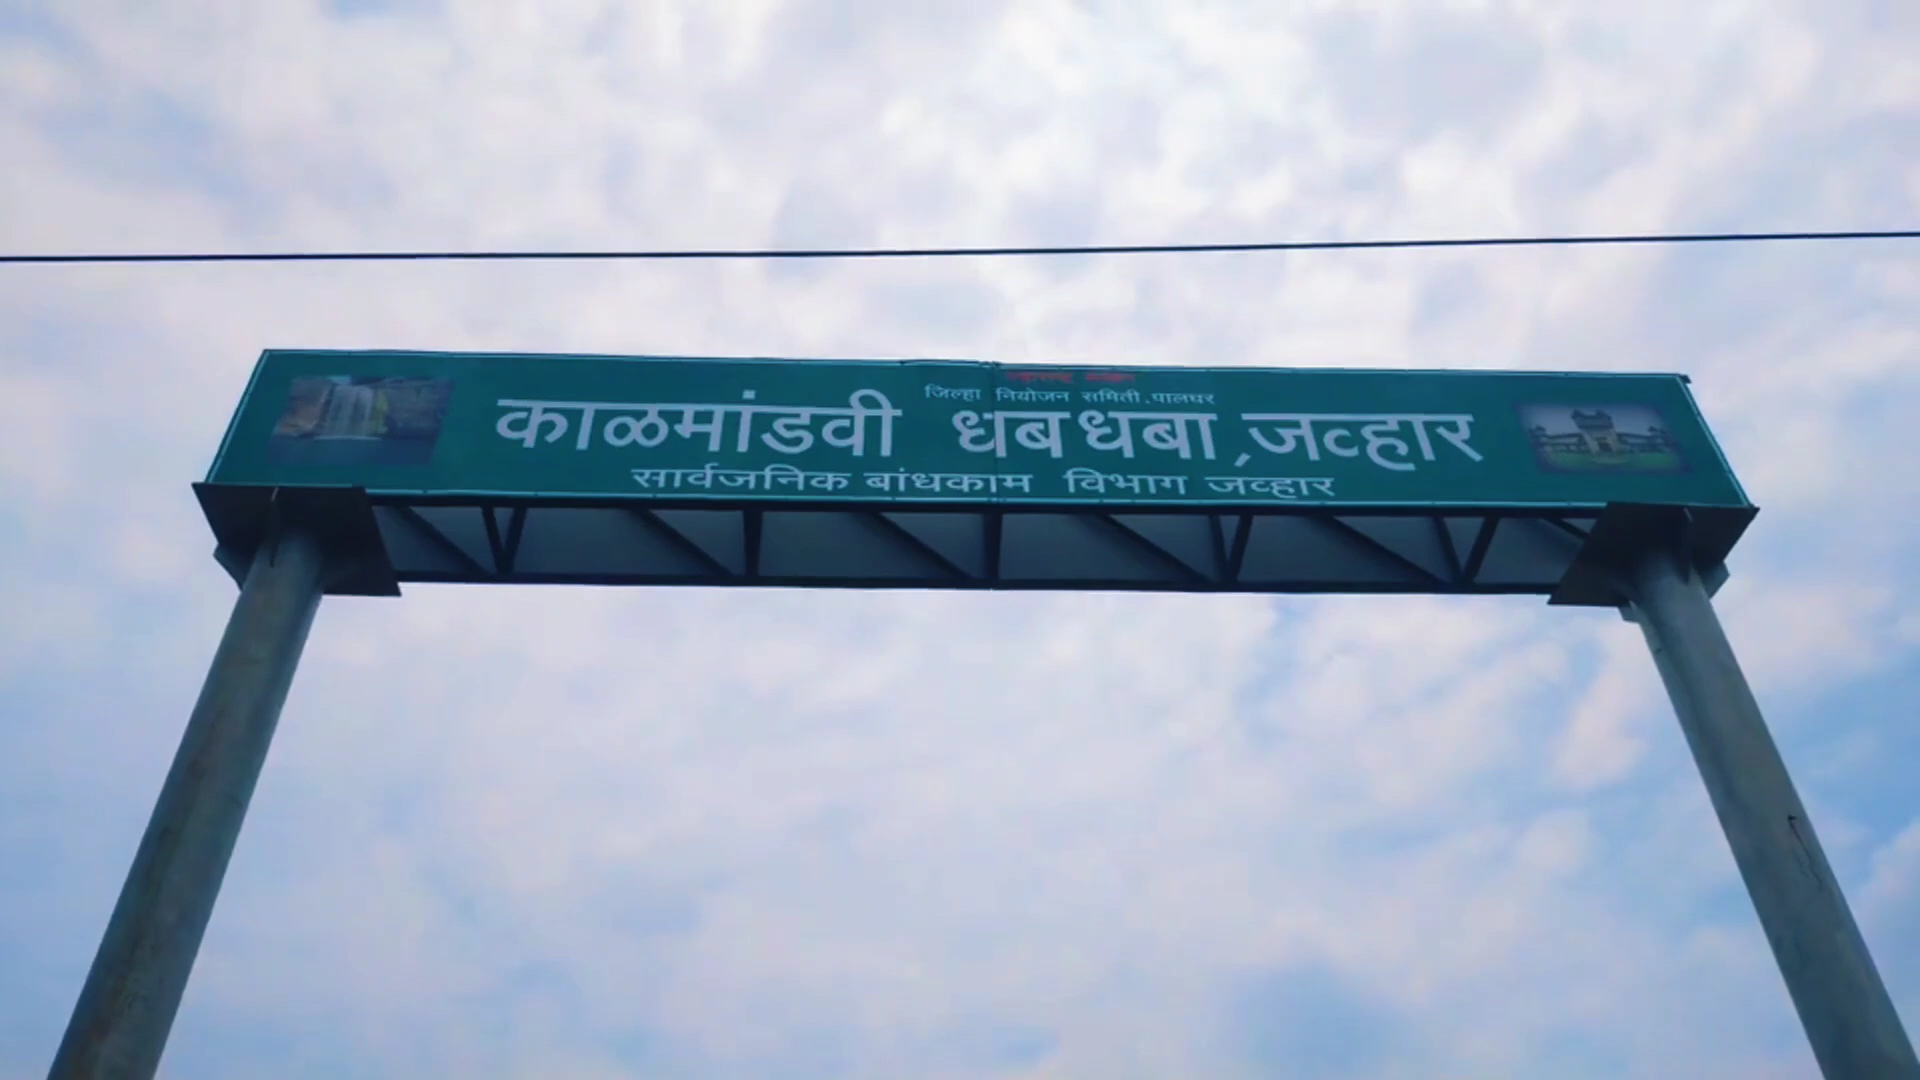 जिल्हा नियोजन समिती.पालघर
काळमांडवी धबधबा,जव्हार
सार्वजनिक बांधकाम विभाग जव्हार